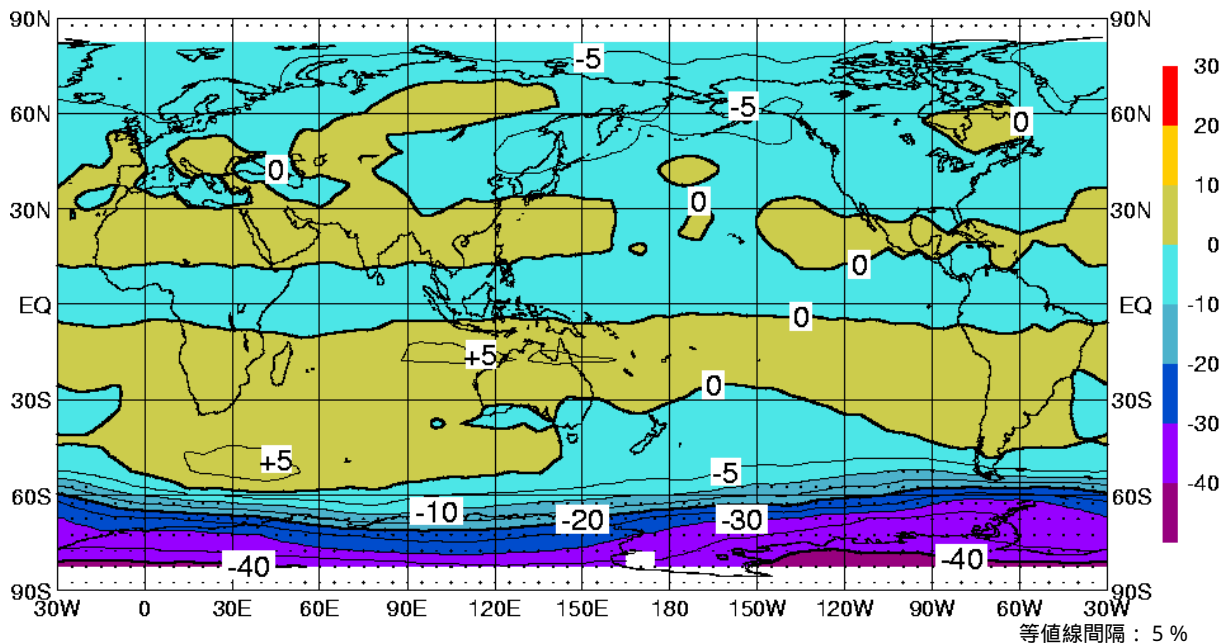 90N 90N
30
-5
60N -5 0 60N
20
0
10
30N 0 30N
0
0
EQ 0 EQ
-10
+5
-20
30S 0 30S
-30
+5 -5
-40
60S 60S
-10 -20 -30
-40 -40
90S 90S
30W 0 30E 60E 90E 120E 150E 180 150W 120W 90W 60W 30W
等値線間隔： 5 %